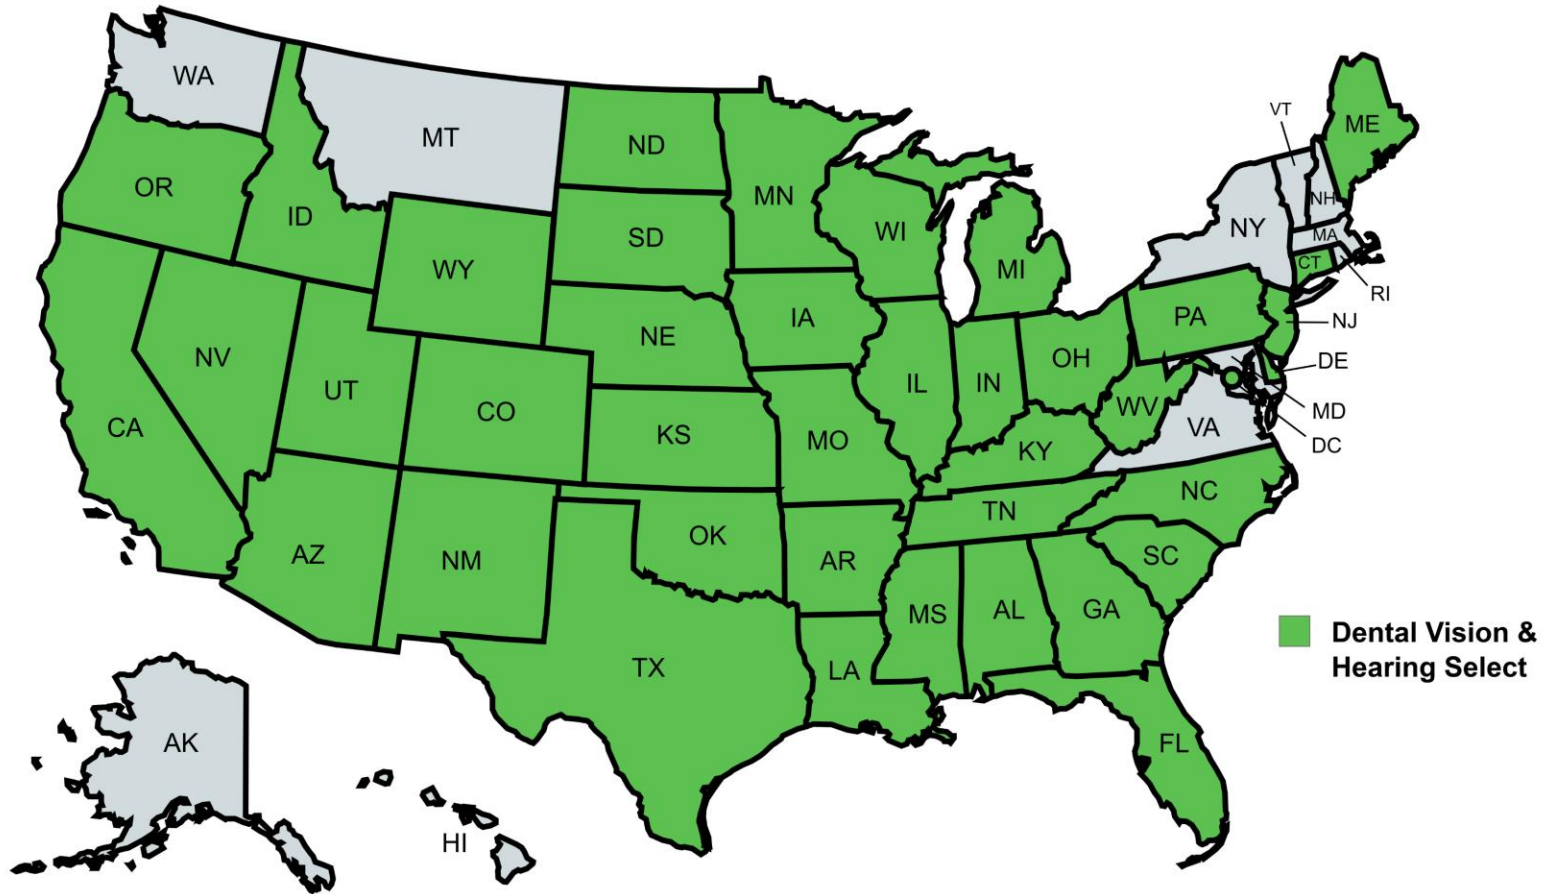 WA
MT
ND
MN
ME
VT
OR
ID
NH
SD
WI
NY
MA
WY
MI
CT
RI
IA
PA
NJ
NE
NV
OH
DE
UT
IL
IN
CO
WV
MD
CA
KS
MO
VA
DC
KY
NC
TN
OK
AZ
NM
AR
SC
MS
AL
GA
Dental Vision &
Hearing Select
TX
LA
AK
FL
HI